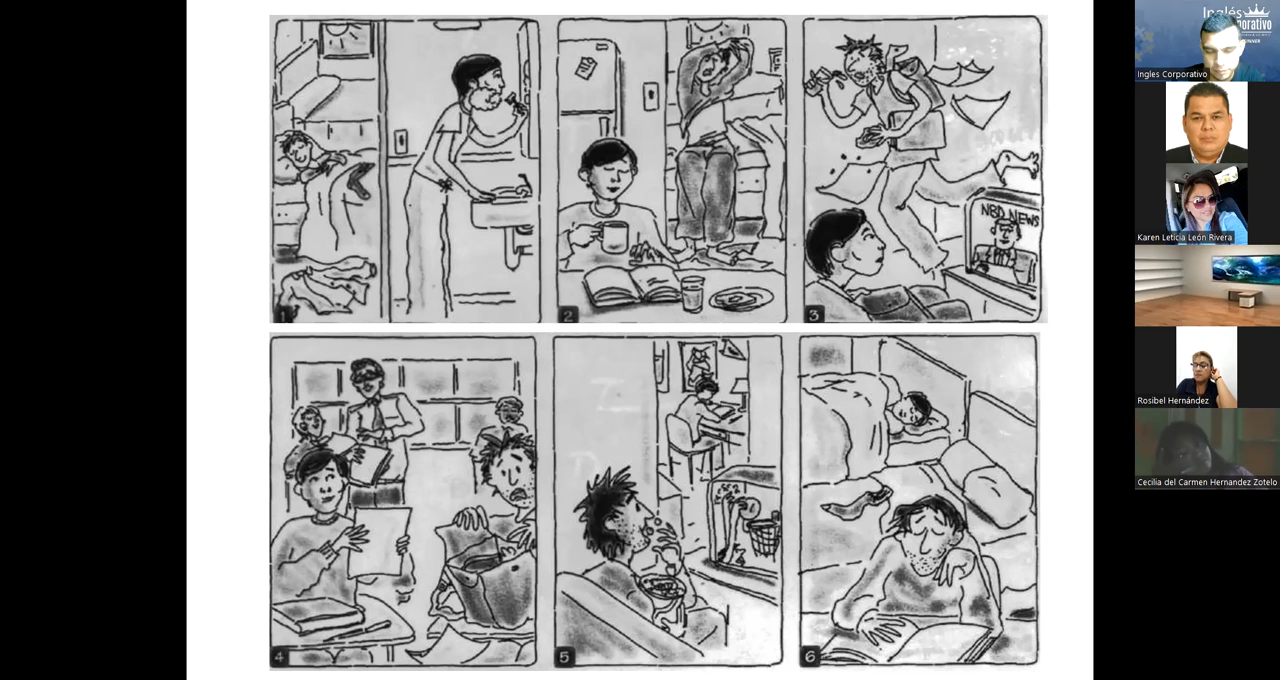 1
2
3
NBD NEWS
4
5
6
Inglés
Ingles Corporativo
Karen Leticia León Rivera
Rosibel Hernández
Cecilia del Carmen Hernandez Zotelo